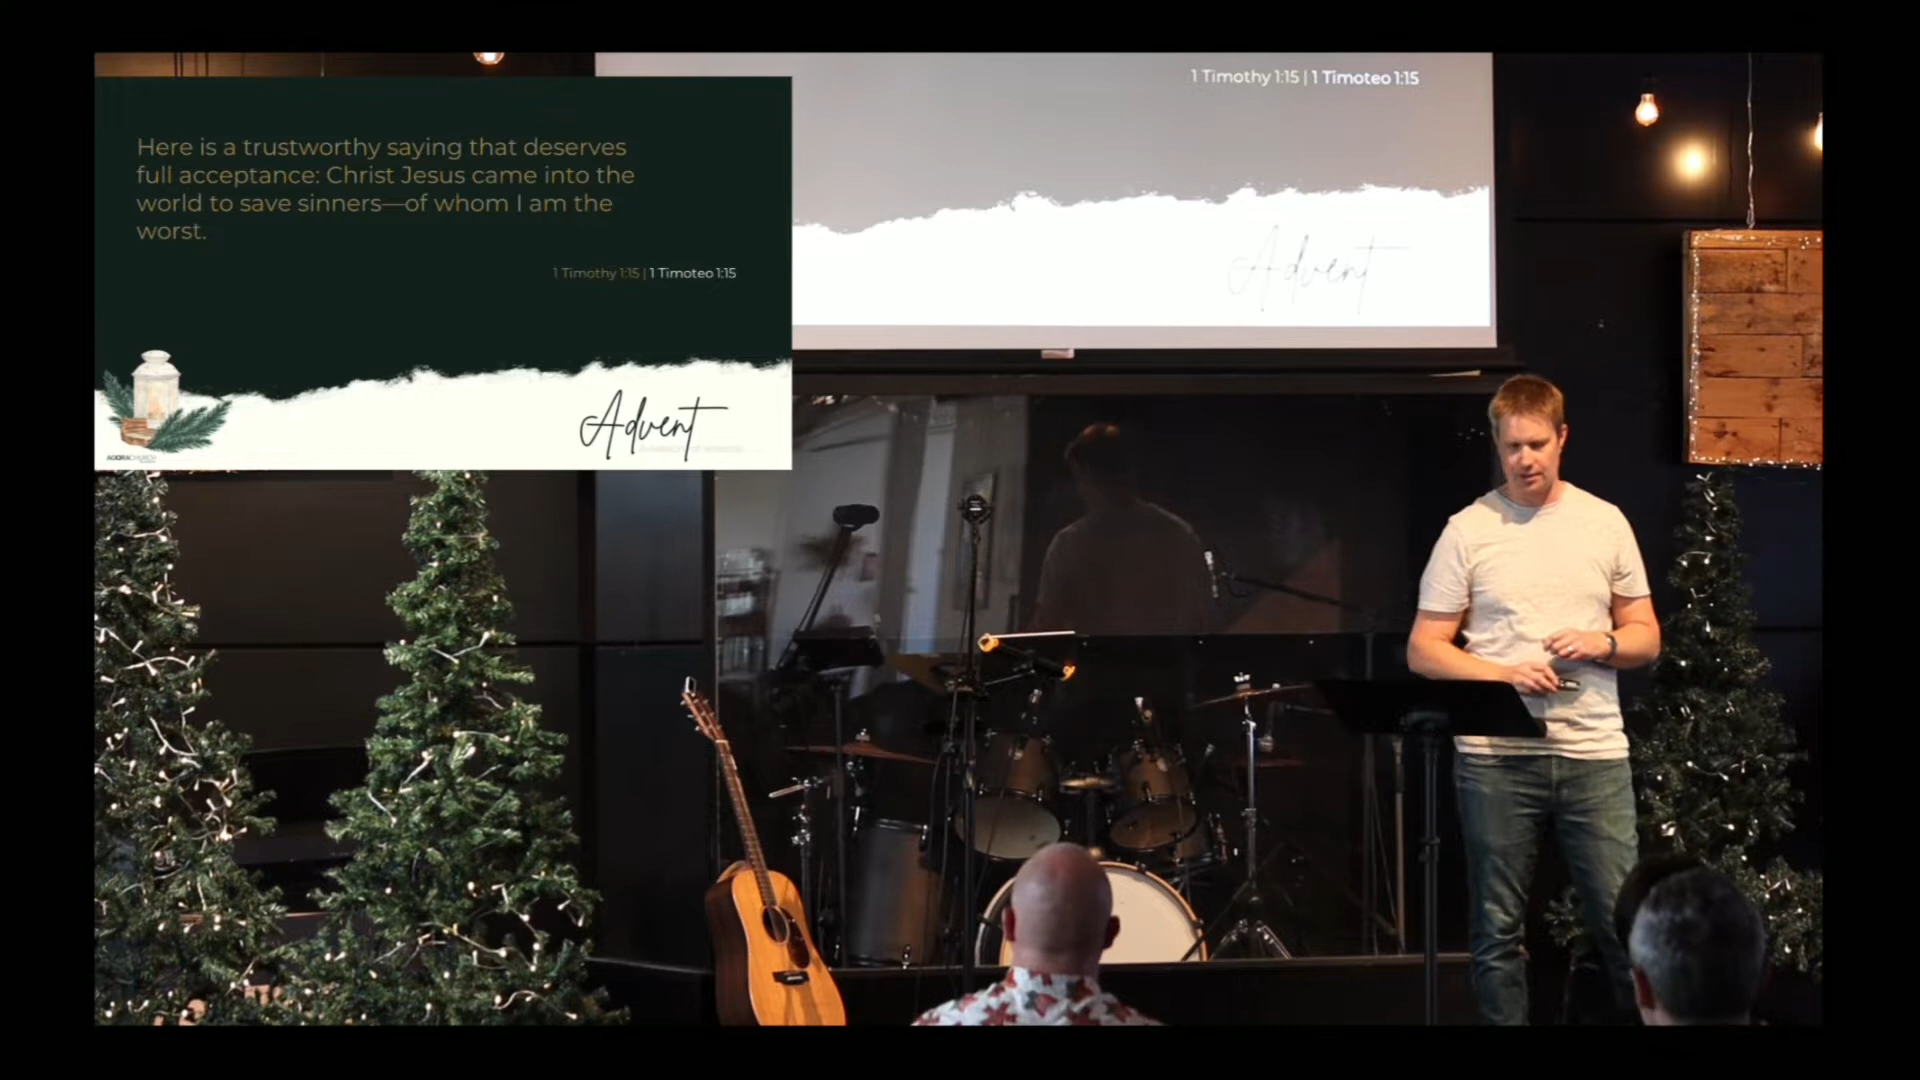 1 Timothy 1:15 | 1 Timoteo 1:15
Advent
Here is a trustworthy saying that deserves
full acceptance: Christ Jesus came into the
world to save sinners—of whom I am the
worst.
1 Timothy 1:15 | 1 Timoteo 1:15
Advent
AGORACHURCH